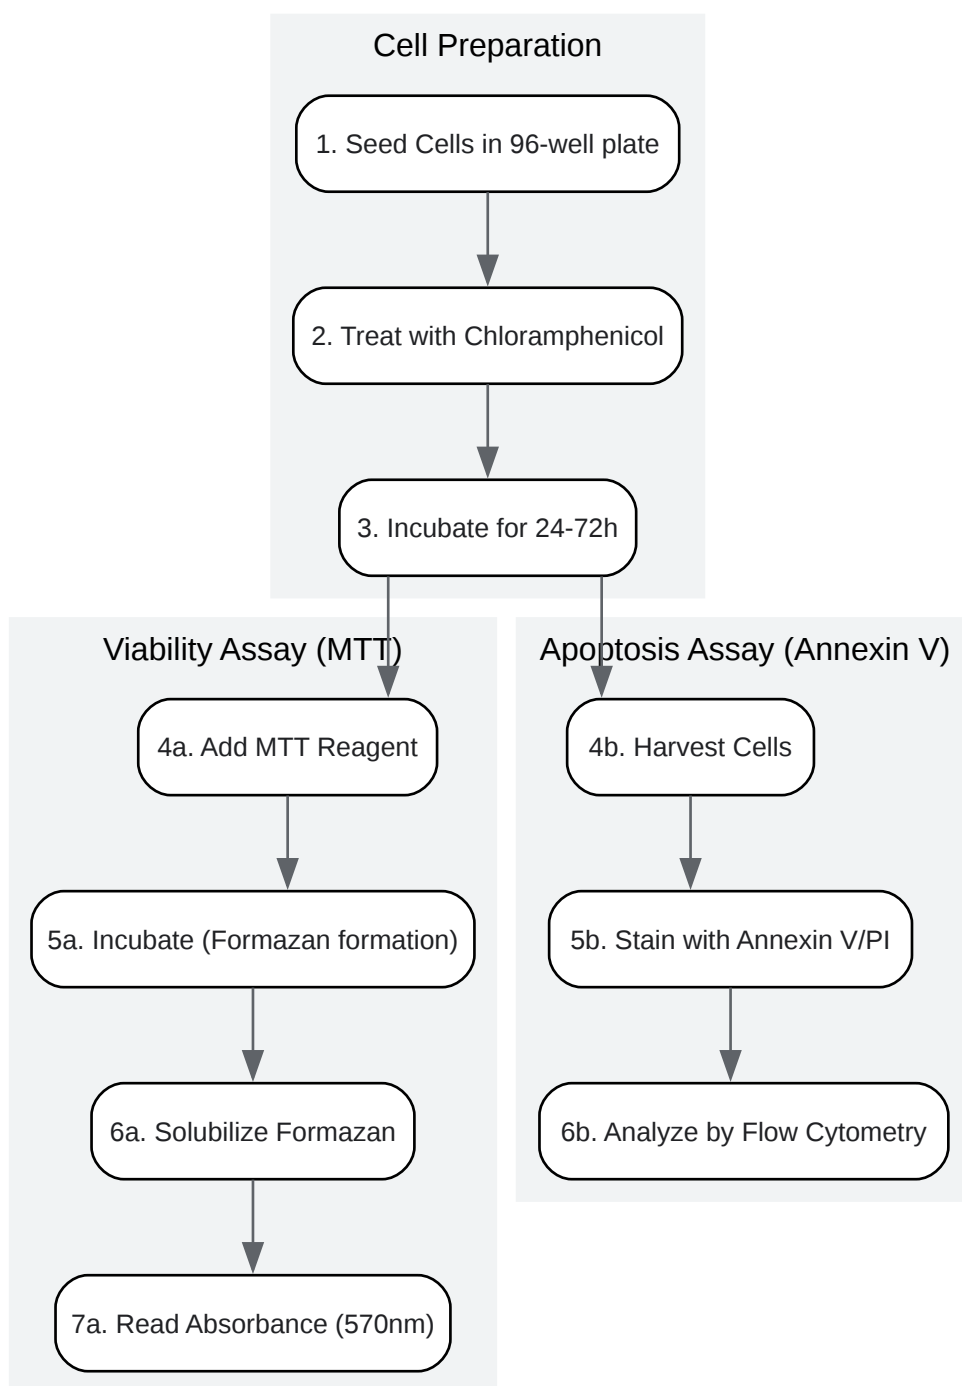 Cell Preparation
1. Seed Cells in 96-well plate
2. Treat with Chloramphenicol
3. Incubate for 24-72h
Viability Assay (MTT)
4a. Add MTT Reagent
5a. Incubate (Formazan formation)
6a. Solubilize Formazan
7a. Read Absorbance (570nm)
Apoptosis Assay (Annexin V)
4b. Harvest Cells
5b. Stain with Annexin V/PI
6b. Analyze by Flow Cytometry